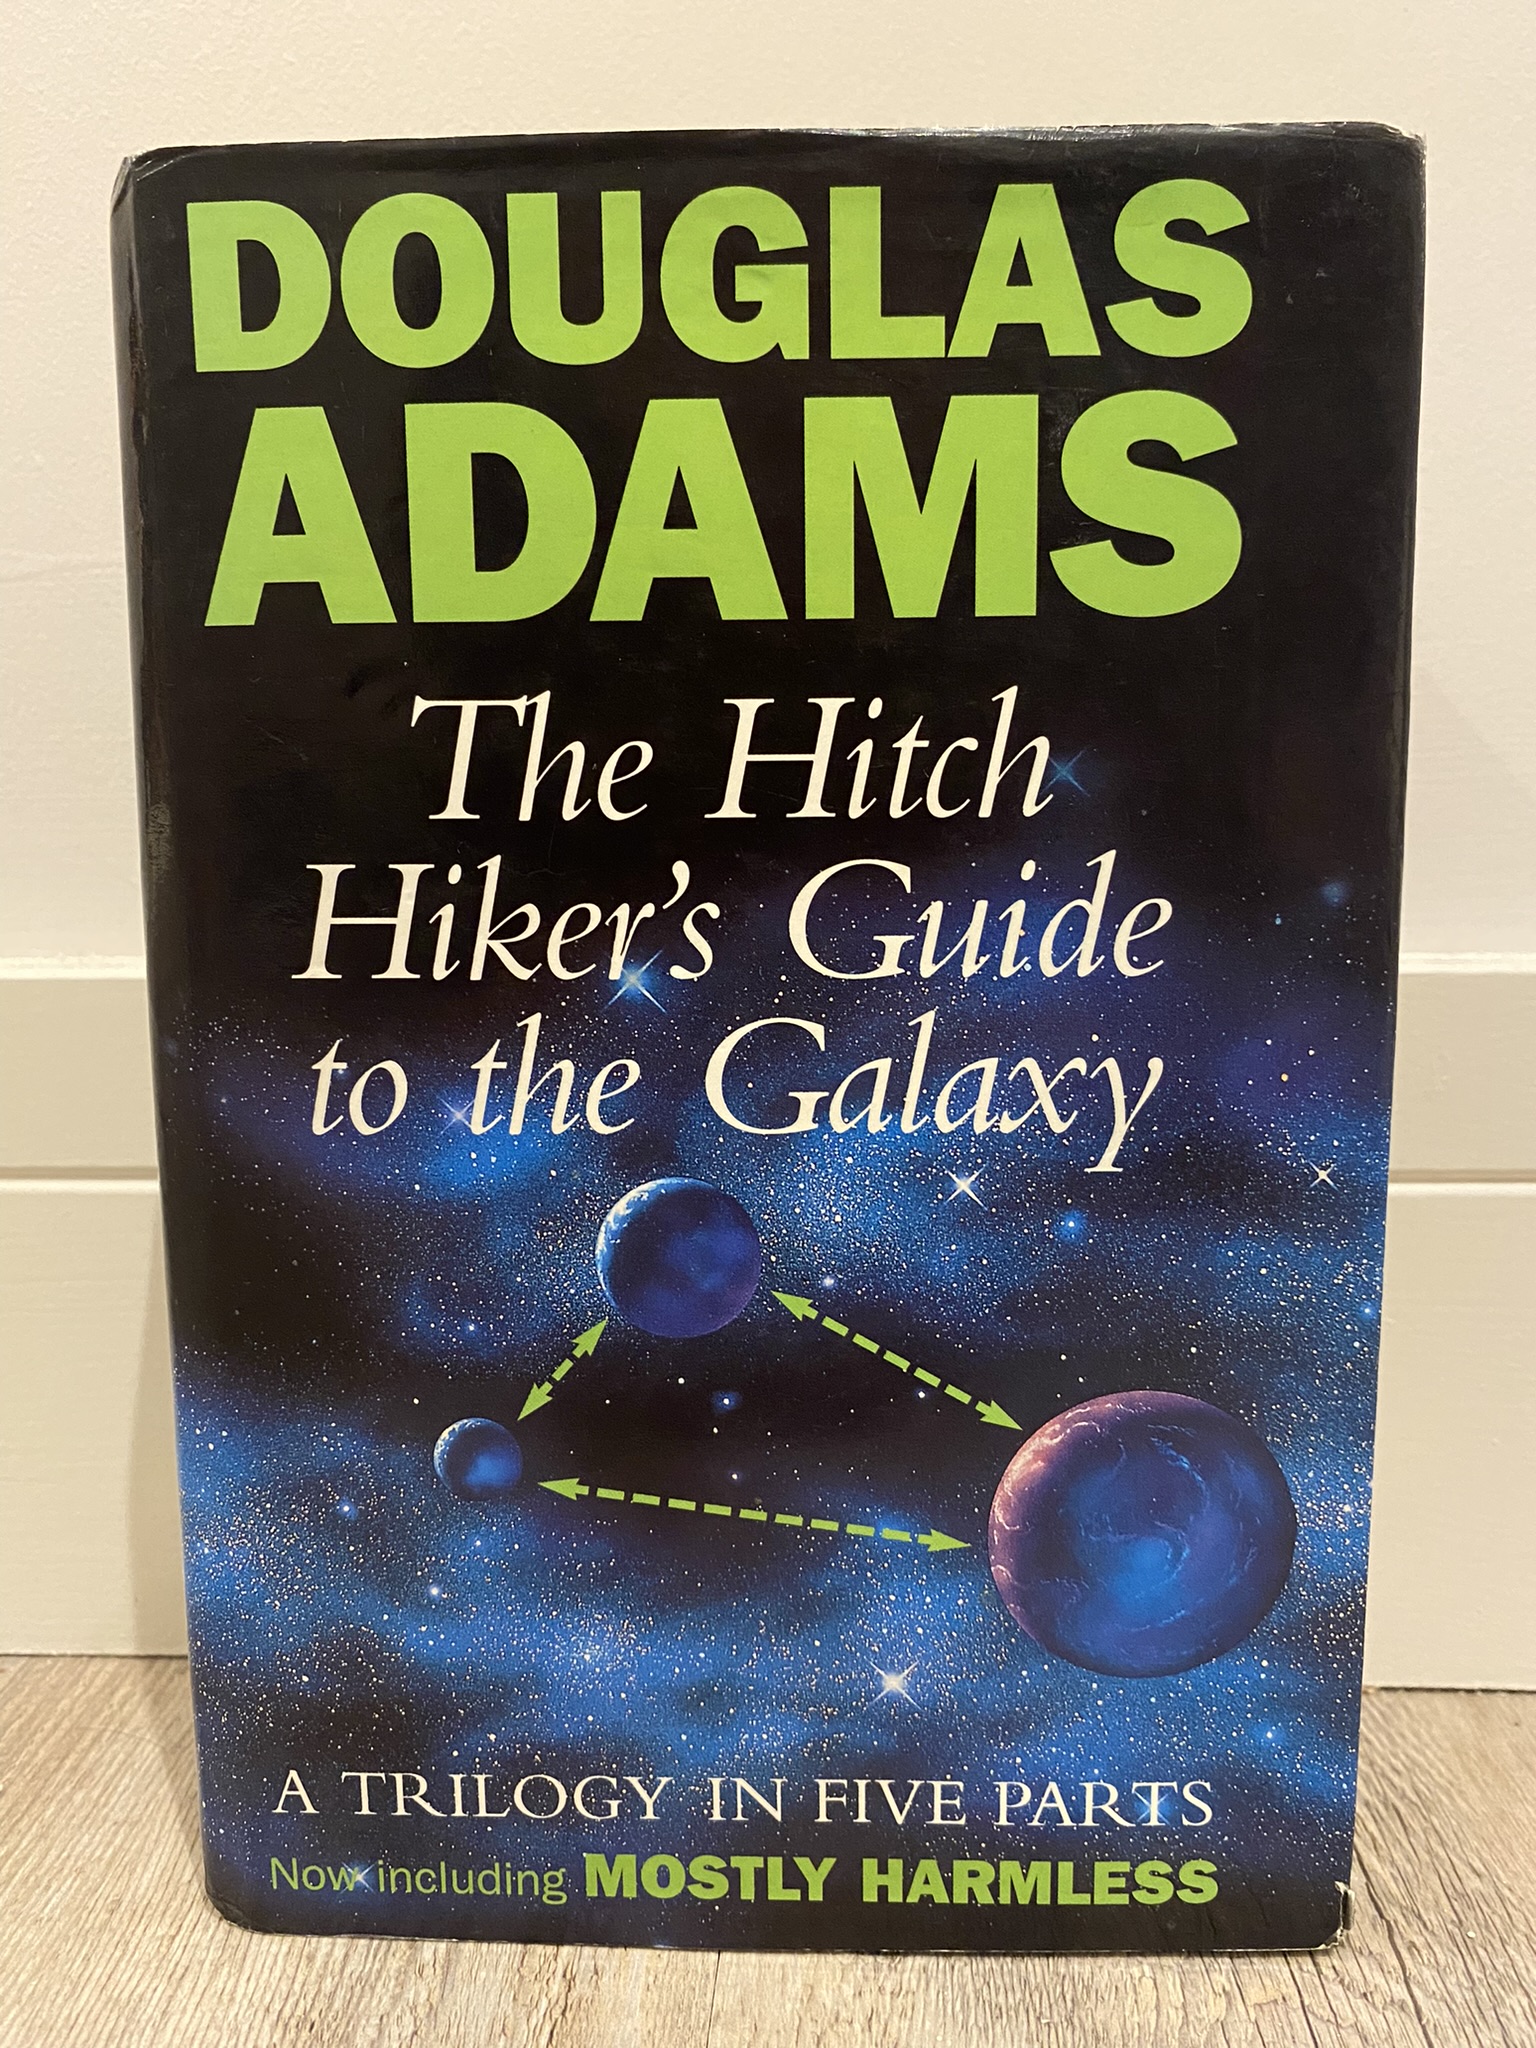 DOUGLAS
ADAMS
The Hitch
Hiker's Guide
to the Galaxy
A TRILOGY IN FIVE PARTS
Now including MOSTLY HARMLESS